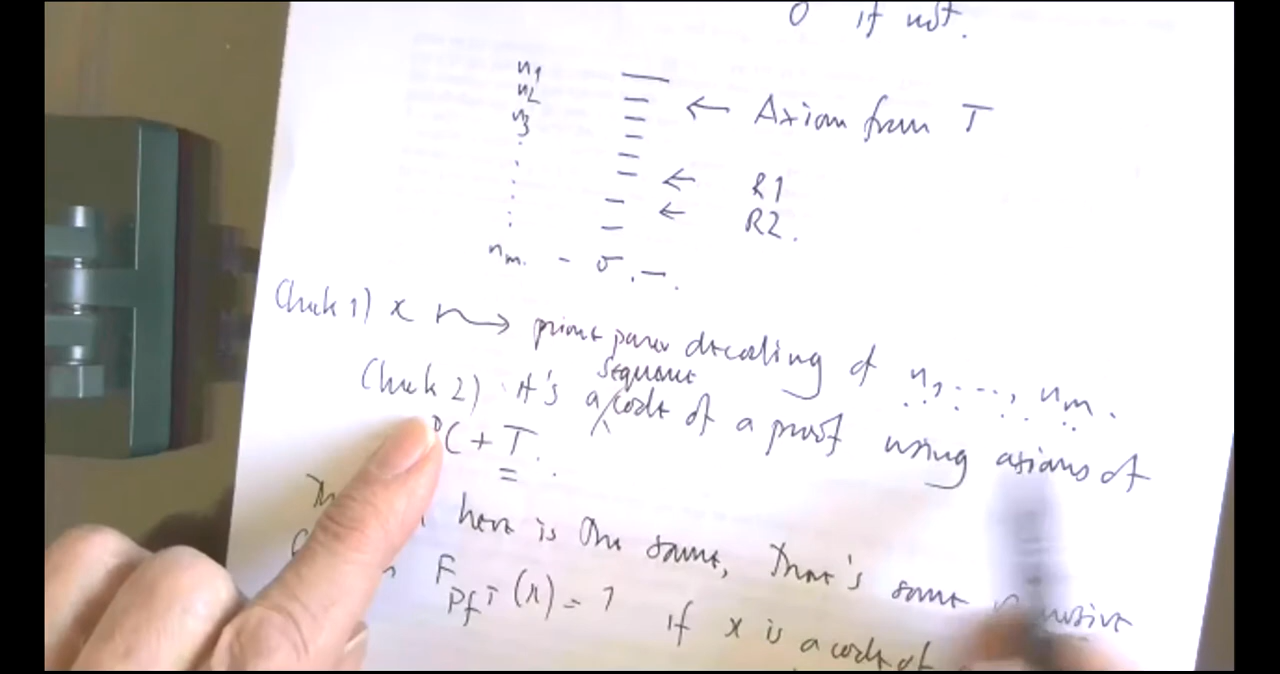 0 if not.
n1
n2 ← Axiom from T
n3
← R1
← R2.
nm. - σ.
Check 1) x prime power decoding of n1, ..., nm.
sequence
Check 2) it's a code of a proof using axioms of
PC + T.
here is the same, that's some
F Pf T (x) = 1 if x is a code of